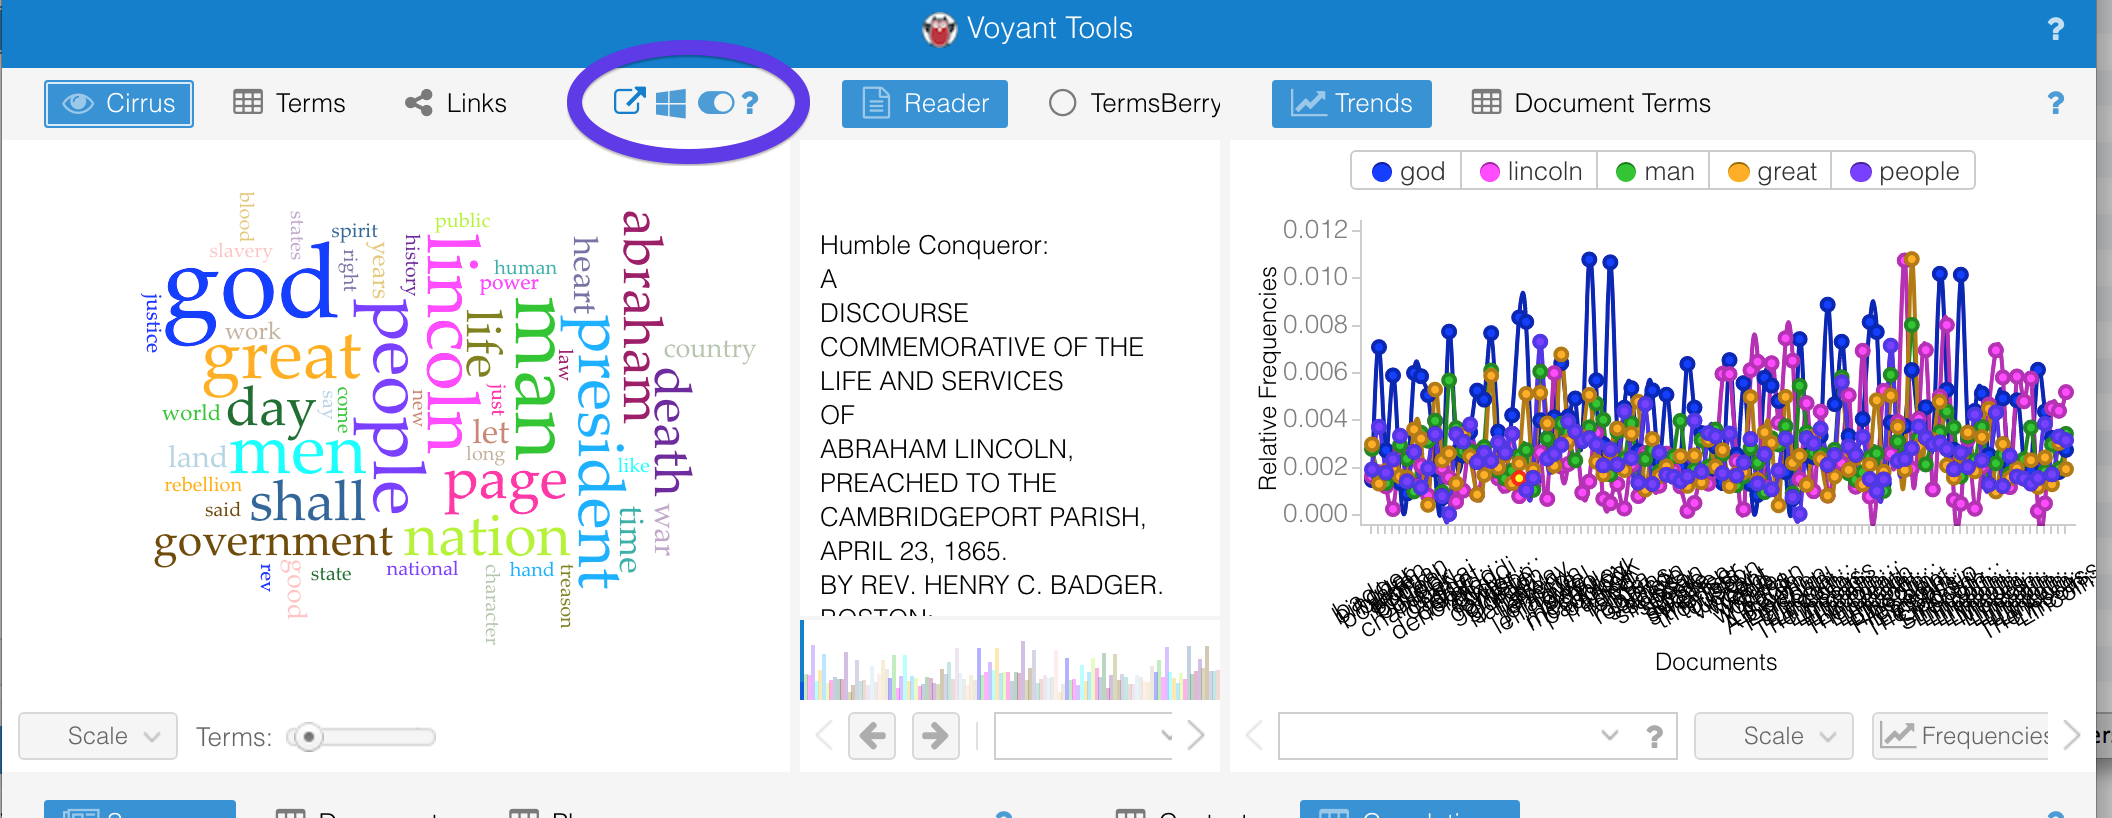 Voyant Tools ?
Cirrus Terms Links ?
Reader TermsBerry
Trends Document Terms ?
blood
states
spirit
public
slavery
right
years
history
lincoln
human
power
heart
abraham
god
justice
work
people
life
man
president
law
country
great
death
world
day
say
come
new
just
let
long
land
men
page
like
rebellion
said
shall
war
time
government
nation
rev
good
state
national
character
hand
treason
Scale Terms:
Humble Conqueror:
A
DISCOURSE
COMMEMORATIVE OF THE
LIFE AND SERVICES
OF
ABRAHAM LINCOLN,
PREACHED TO THE
CAMBRIDGEPORT PARISH,
APRIL 23, 1865.
BY REV. HENRY C. BADGER.
BOSTON:
god lincoln man great people
Relative Frequencies
0.012
0.010
0.008
0.006
0.004
0.002
0.000
Documents
? Scale Frequencies